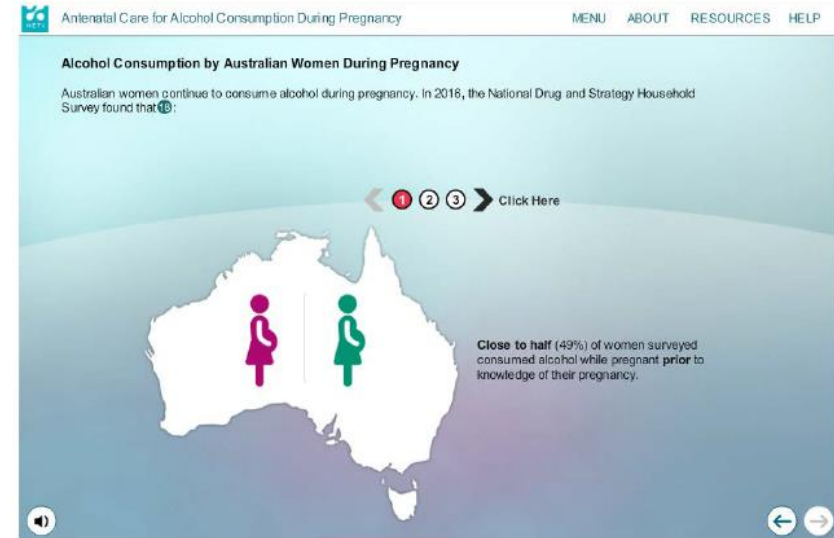 HETI
Antenatal Care for Alcohol Consumption During Pregnancy
MENU ABOUT RESOURCES HELP
Alcohol Consumption by Australian Women During Pregnancy
Australian women continue to consume alcohol during pregnancy. In 2016, the National Drug and Strategy Household
Survey found that 18 :
1 2 3 Click Here
Close to half (49%) of women surveyed
consumed alcohol while pregnant prior to
knowledge of their pregnancy.